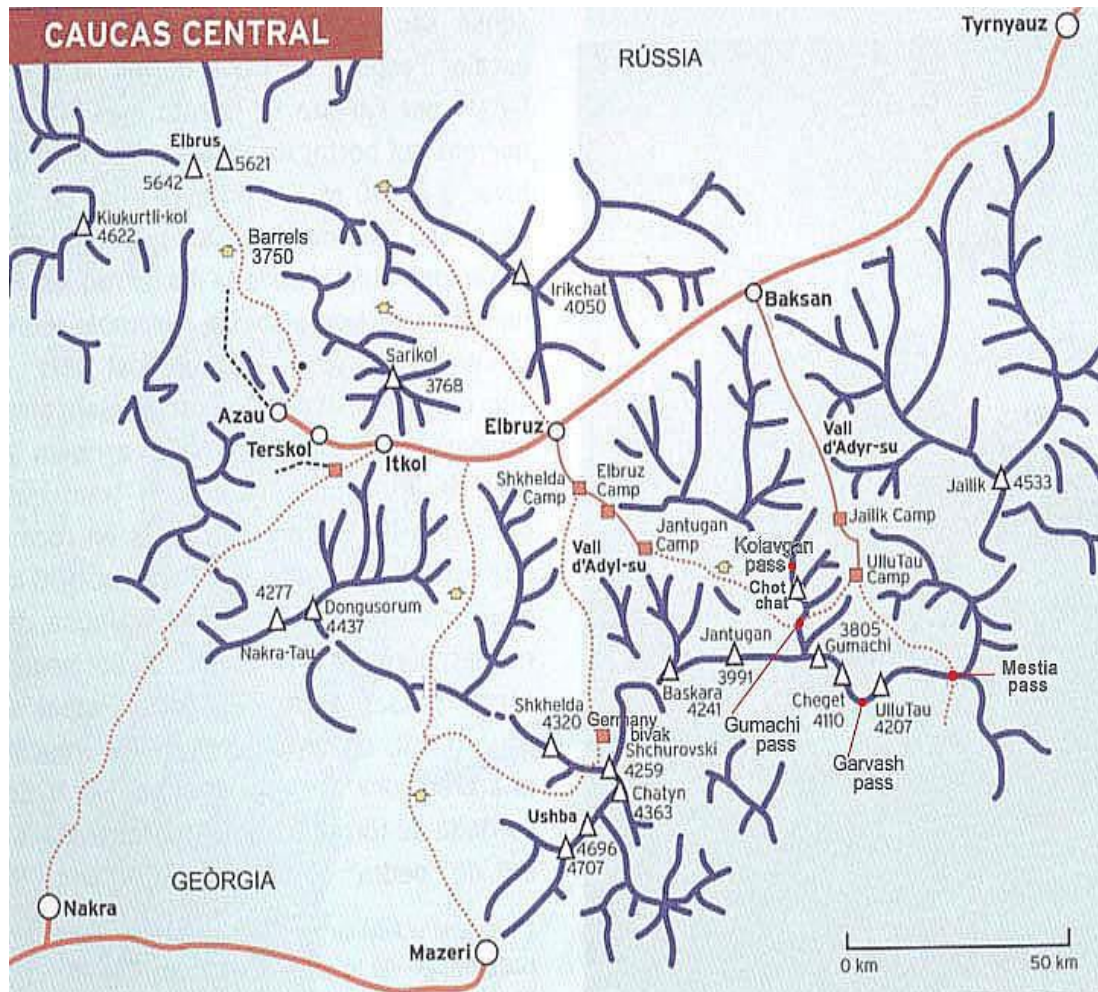 CAUCAS CENTRAL
RÚSSIA
Tyrnyauz
Elbrus
5621
5642
Kiukurtli-kol
4622
Barrels
3750
Irikchat
4050
Baksan
Sarikol
3768
Azau
Terskol
Itkol
Elbruz
Vall
d'Adyr-su
Shkhelda
Camp
Elbruz
Camp
Jailik
4533
Jantugan
Camp
Jailik Camp
Vall
d'Adyl-su
Kolavgan
pass
UlluTau
Camp
Chot
chat
4277
Dongusorum
4437
Nakra-Tau
Jantugan
3991
3805
Gumachi
Mestia
pass
Baskara
4241
Cheget
4110
UlluTau
4207
Gumachi
pass
Garvash
pass
Shkhelda
4320
Germany
bivak
Shchurovski
4259
Chatyn
4363
Ushba
4696
4707
GEÒRGIA
Nakra
Mazeri
0 km
50 km